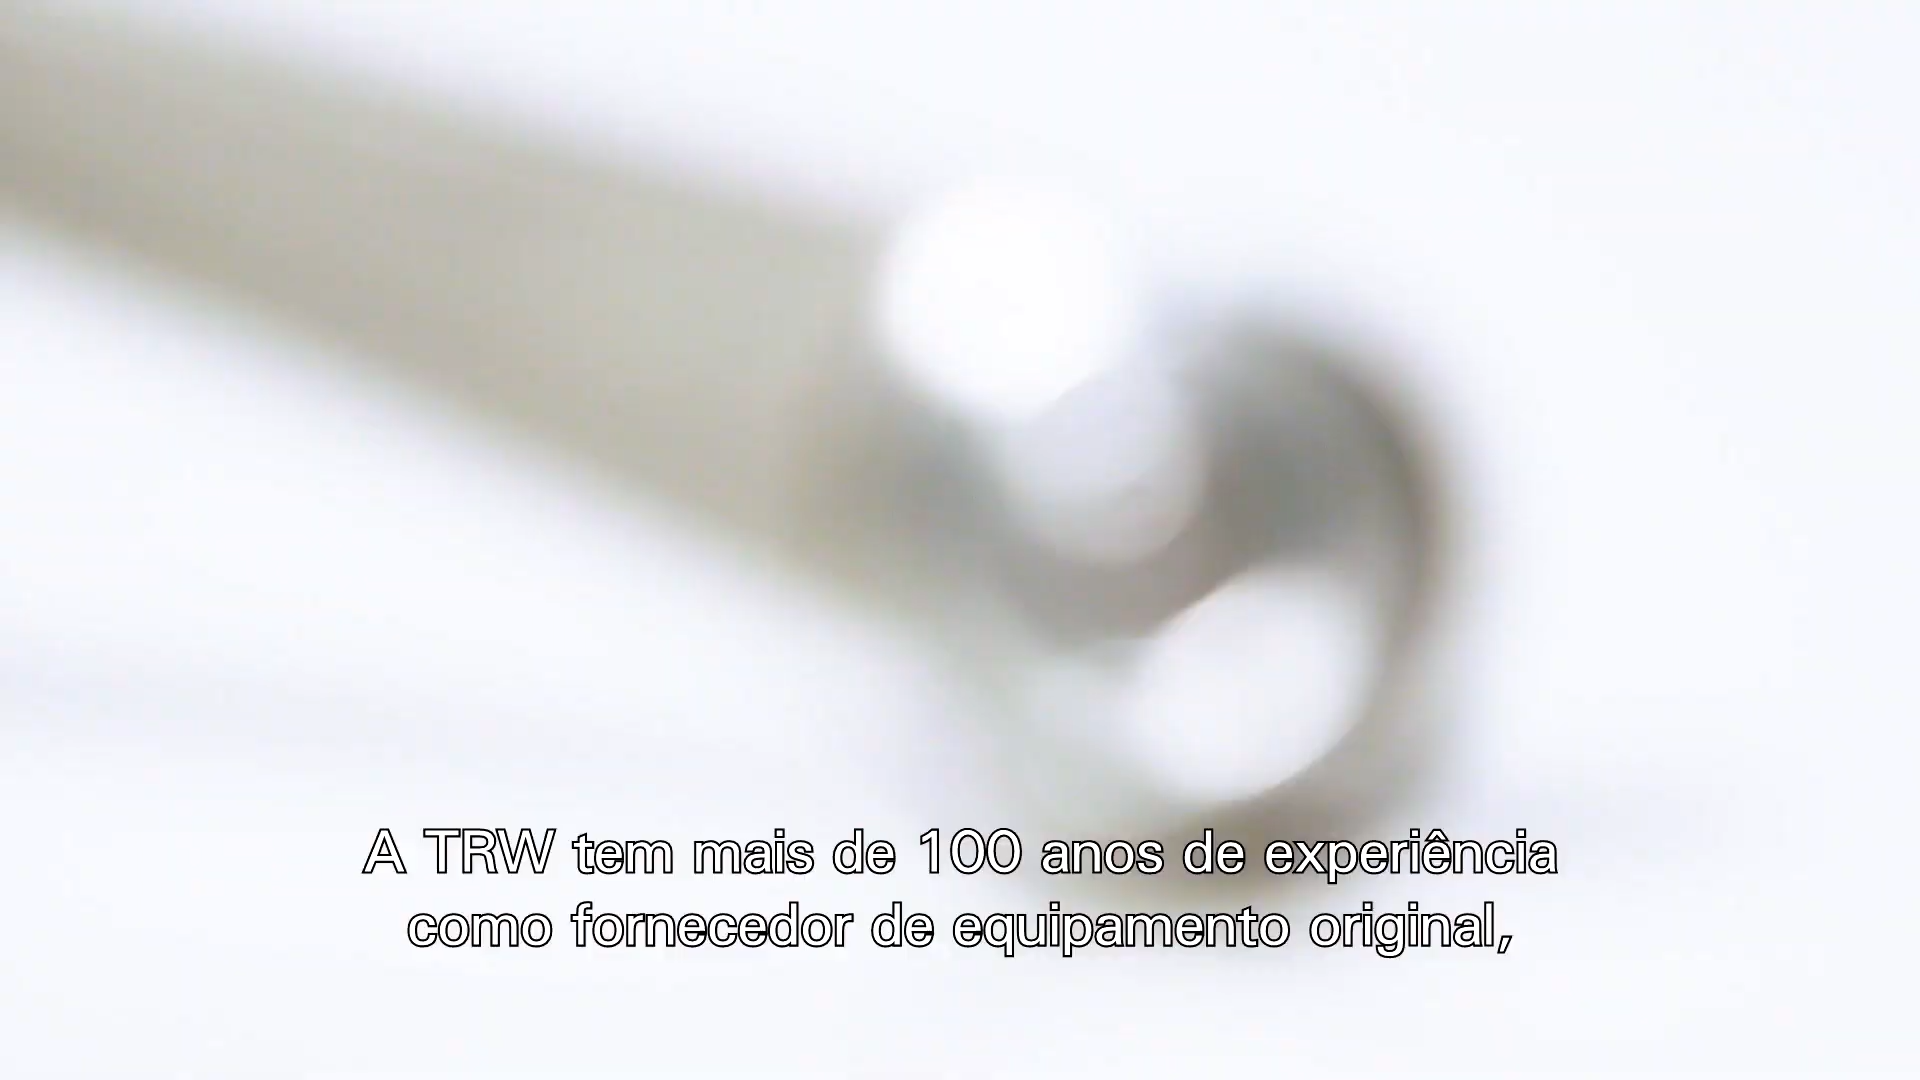 A TRW tem mais de 100 anos de experiência
como fornecedor de equipamento original,